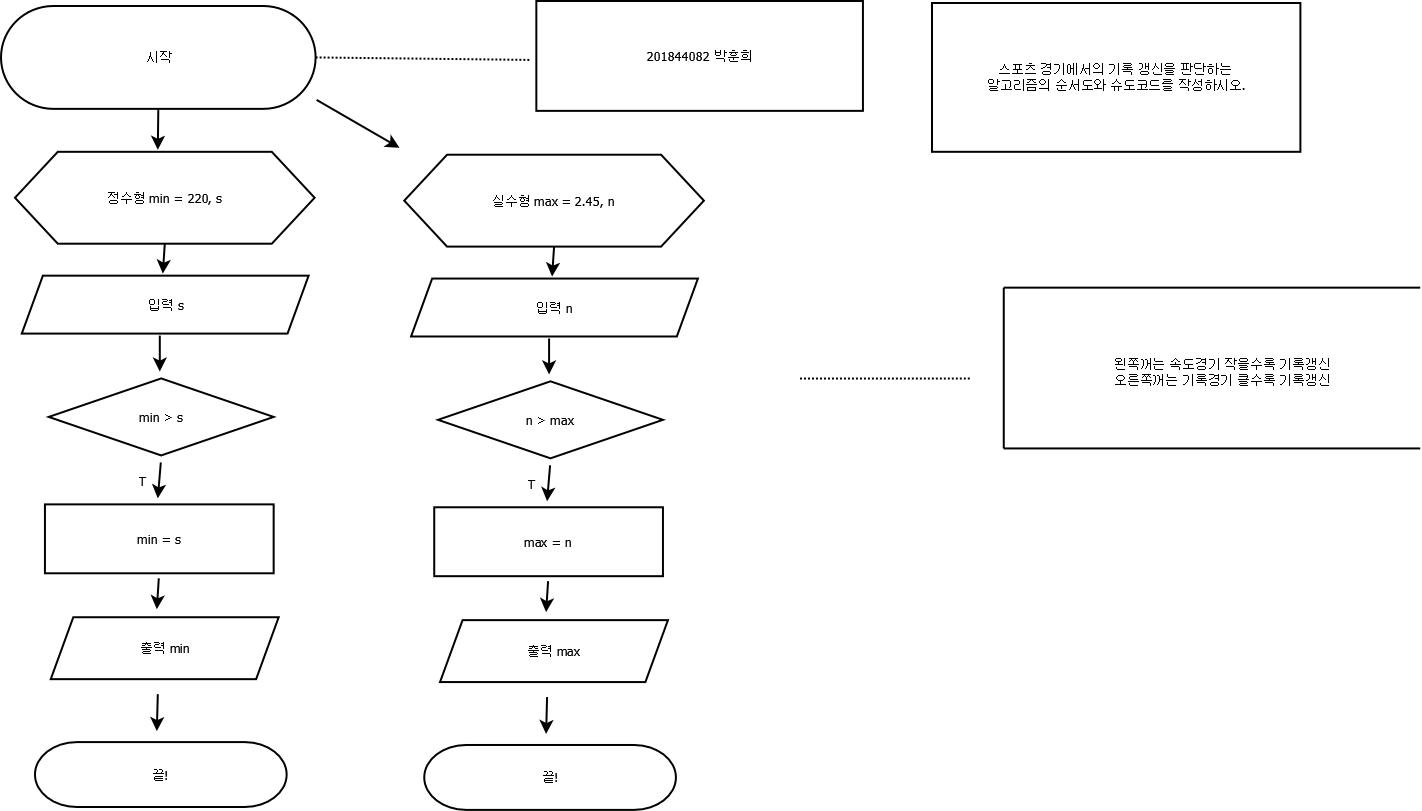 시작
201844082 박훈희
스포츠 경기에서의 기록 갱신을 판단하는
알고리즘의 순서도와 슈도코드를 작성하시오.
정수형 min = 220, s
입력 s
min > s
T
min = s
출력 min
끝!
실수형 max = 2.45, n
입력 n
n > max
T
max = n
출력 max
끝!
왼쪽꺼는 속도경기 작을수록 기록갱신
오른쪽꺼는 기록경기 클수록 기록갱신